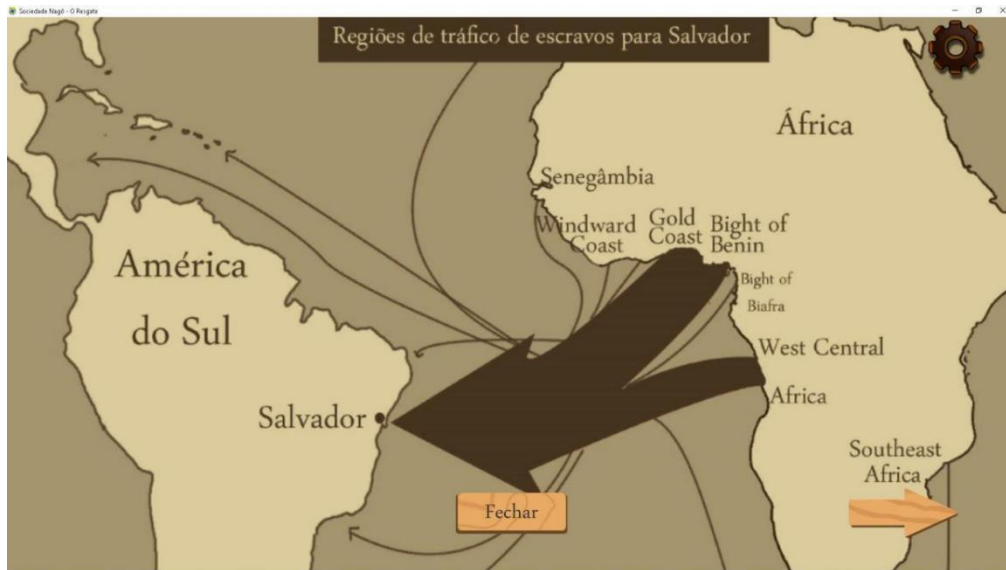 Sociedade Nagô - O Resgate
Regiões de tráfico de escravos para Salvador
África
Senegâmbia
Windward
Coast
Gold
Coast
Bight of
Benin
América
do Sul
Bight of
Biafra
West Central
Africa
Salvador
Southeast
Africa
Fechar